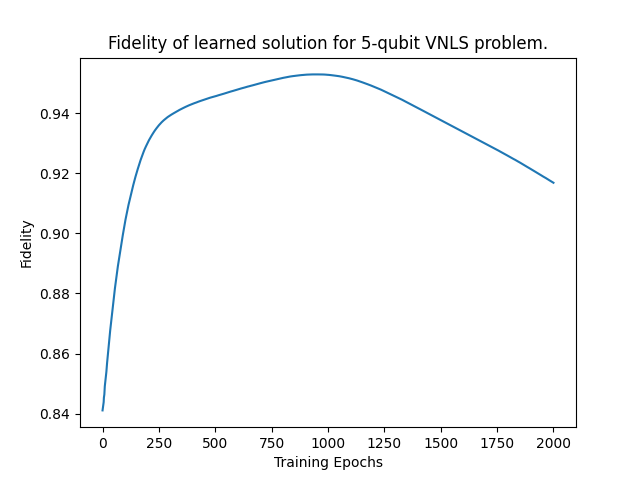 Fidelity of learned solution for 5-qubit VNLS problem.
0.94
0.92
0.90
0.88
0.86
0.84
Fidelity
0 250 500 750 1000 1250 1500 1750 2000
Training Epochs